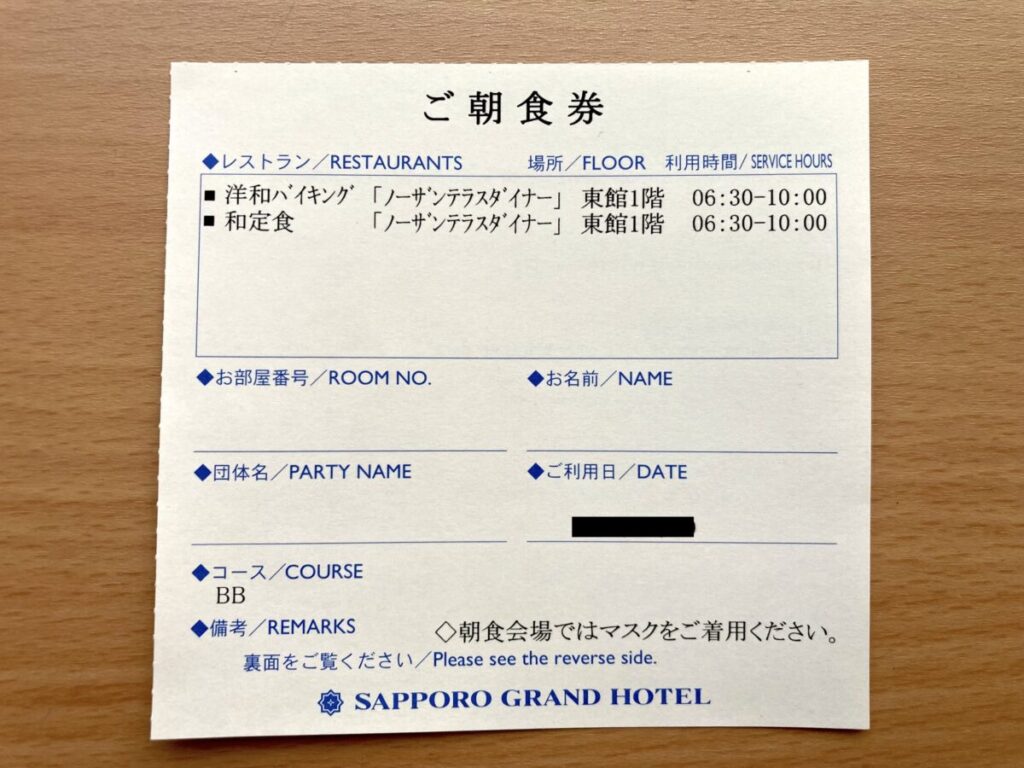 ご朝食券
◆レストラン／RESTAURANTS 場所／FLOOR 利用時間/SERVICE HOURS
■ 洋和ﾊﾞｲｷﾝｸﾞ 「ﾉｰｻﾞﾝﾃﾗｽﾀﾞｲﾅｰ」 東館1階 06:30-10:00
■ 和定食 「ﾉｰｻﾞﾝﾃﾗｽﾀﾞｲﾅｰ」 東館1階 06:30-10:00
◆お部屋番号／ROOM NO. ◆お名前／NAME
◆団体名／PARTY NAME ◆ご利用日／DATE
◆コース／COURSE
BB
◆備考／REMARKS ◇朝食会場ではマスクをご着用ください。
裏面をご覧ください／Please see the reverse side.
SAPPORO GRAND HOTEL